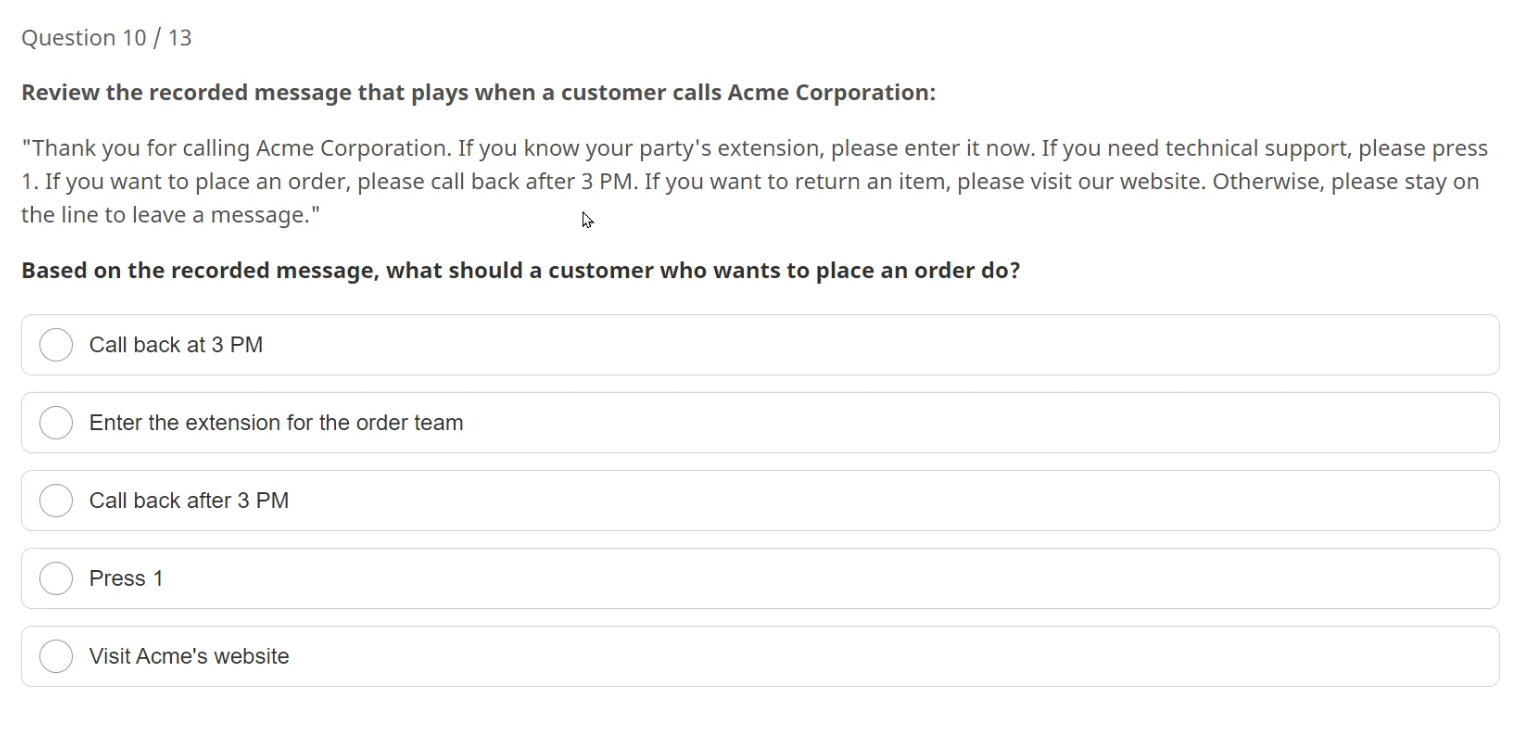 Question 10 / 13
Review the recorded message that plays when a customer calls Acme Corporation:
"Thank you for calling Acme Corporation. If you know your party's extension, please enter it now. If you need technical support, please press
1. If you want to place an order, please call back after 3 PM. If you want to return an item, please visit our website. Otherwise, please stay on
the line to leave a message."
Based on the recorded message, what should a customer who wants to place an order do?
Call back at 3 PM
Enter the extension for the order team
Call back after 3 PM
Press 1
Visit Acme's website